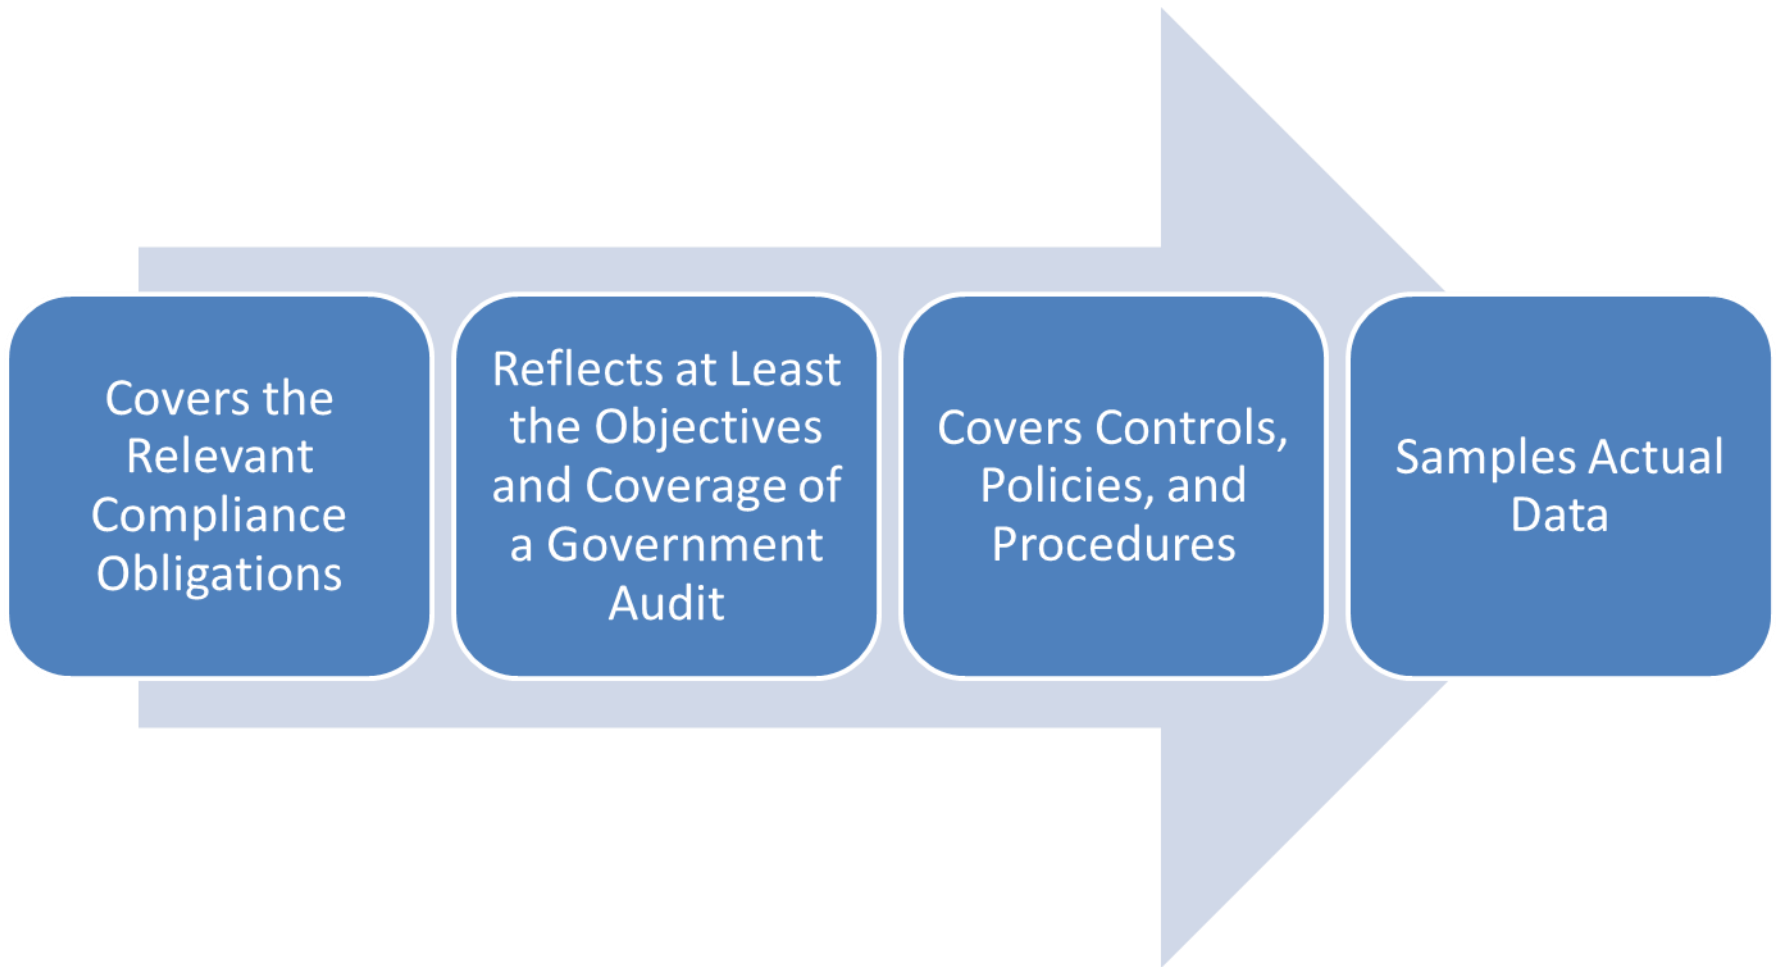 Covers the
Relevant
Compliance
Obligations
Reflects at Least
the Objectives
and Coverage of
a Government
Audit
Covers Controls,
Policies, and
Procedures
Samples Actual
Data